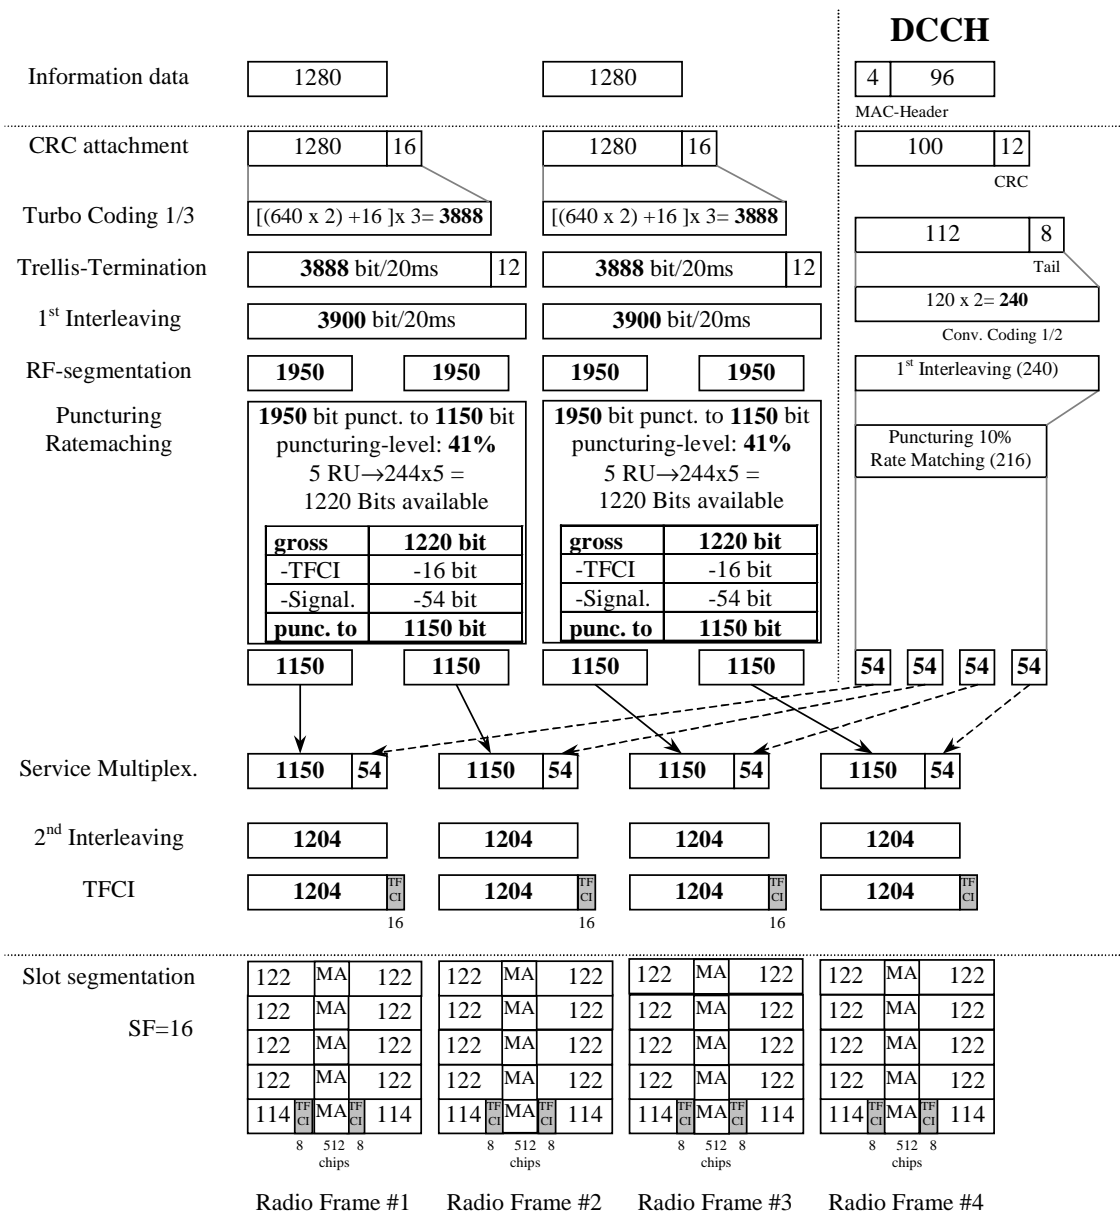 DCCH
Information data 1280 1280 4 96
MAC-Header
CRC attachment 1280 16 1280 16 100 12
CRC
Turbo Coding 1/3 [(640 x 2) +16 ]x 3= 3888 [(640 x 2) +16 ]x 3= 3888
112 8
Trellis-Termination 3888 bit/20ms 12 3888 bit/20ms 12
Tail
120 x 2= 240
1st Interleaving 3900 bit/20ms 3900 bit/20ms
Conv. Coding 1/2
RF-segmentation 1950 1950 1950 1950 1st Interleaving (240)
Puncturing
Ratemaching
1950 bit punct. to 1150 bit
puncturing-level: 41%
5 RU→244x5 =
1220 Bits available
gross 1220 bit
-TFCI -16 bit
-Signal. -54 bit
punc. to 1150 bit
1950 bit punct. to 1150 bit
puncturing-level: 41%
5 RU→244x5 =
1220 Bits available
gross 1220 bit
-TFCI -16 bit
-Signal. -54 bit
punc. to 1150 bit
Puncturing 10%
Rate Matching (216)
1150 1150 1150 1150 54 54 54 54
Service Multiplex. 1150 54 1150 54 1150 54 1150 54
2nd Interleaving 1204 1204 1204 1204
TFCI 1204 TF CI 1204 TF CI 1204 TF CI 1204 TF CI
16 16 16
Slot segmentation 122 MA 122 122 MA 122 122 MA 122 122 MA 122
122 MA 122 122 MA 122 122 MA 122 122 MA 122
SF=16
122 MA 122 122 MA 122 122 MA 122 122 MA 122
122 MA 122 122 MA 122 122 MA 122 122 MA 122
114 TF CI MA TF CI 114 114 TF CI MA TF CI 114 114 TF CI MA TF CI 114 114 TF CI MA TF CI 114
8 512 8 8 512 8 8 512 8 8 512 8
chips chips chips chips
Radio Frame #1 Radio Frame #2 Radio Frame #3 Radio Frame #4